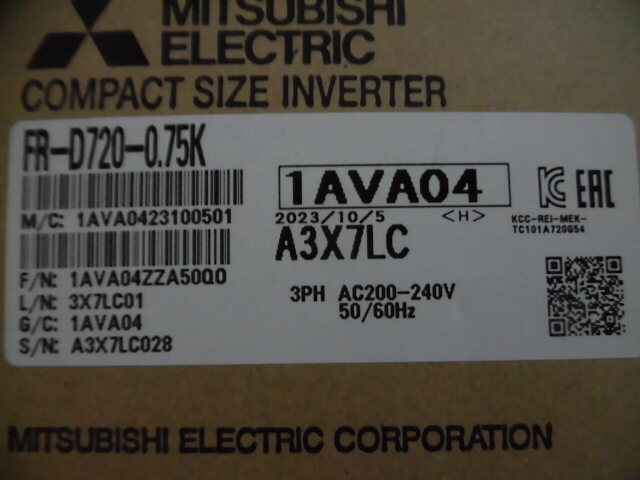 MITSUBISHI
ELECTRIC
COMPACT SIZE INVERTER
FR-D720-0.75K
M/C: 1AVA0423100501
F/N: 1AVA04ZZA50Q0
L/N: 3X7LC01
G/C: 1AVA04
S/N: A3X7LC028
1AVA04
2023/10/5 <H>
A3X7LC
3PH AC200-240V
50/60Hz
EAC
KCC-REI-MEK-
TC101A720G54
MITSUBISHI ELECTRIC CORPORATION